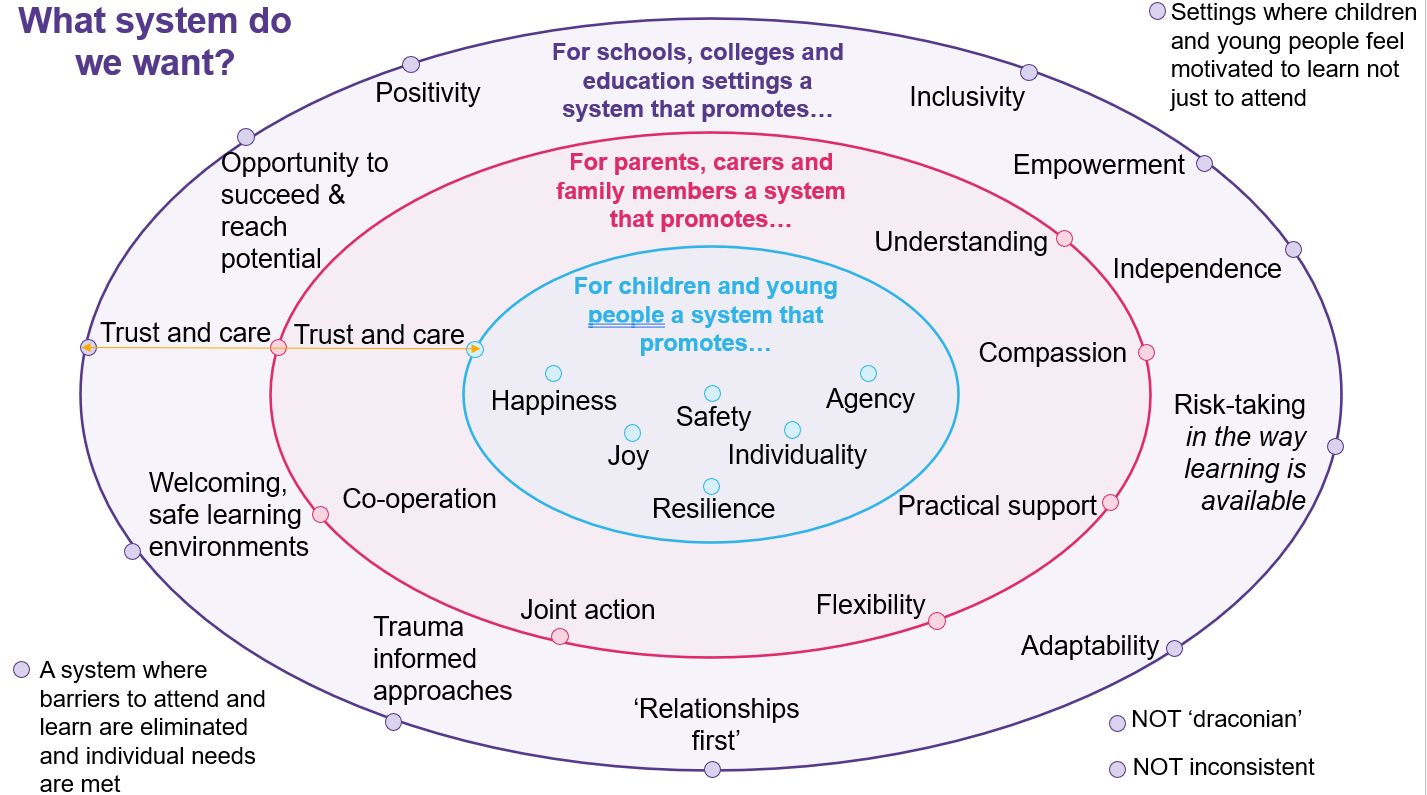 What system do
we want?
For schools, colleges and
education settings a
system that promotes…
Settings where children
and young people feel
motivated to learn not
just to attend
Positivity
Inclusivity
Opportunity to
succeed &
reach
potential
Empowerment
Independence
For parents, carers and
family members a system
that promotes…
Understanding
For children and young
people a system that
promotes…
Trust and care
Trust and care
Compassion
Happiness
Safety
Agency
Joy
Individuality
Resilience
Risk-taking
in the way
learning is
available
Welcoming,
safe learning
environments
Co-operation
Practical support
Joint action
Flexibility
Trauma
informed
approaches
Adaptability
‘Relationships
first’
A system where
barriers to attend and
learn are eliminated
and individual needs
are met
NOT ‘draconian’
NOT inconsistent